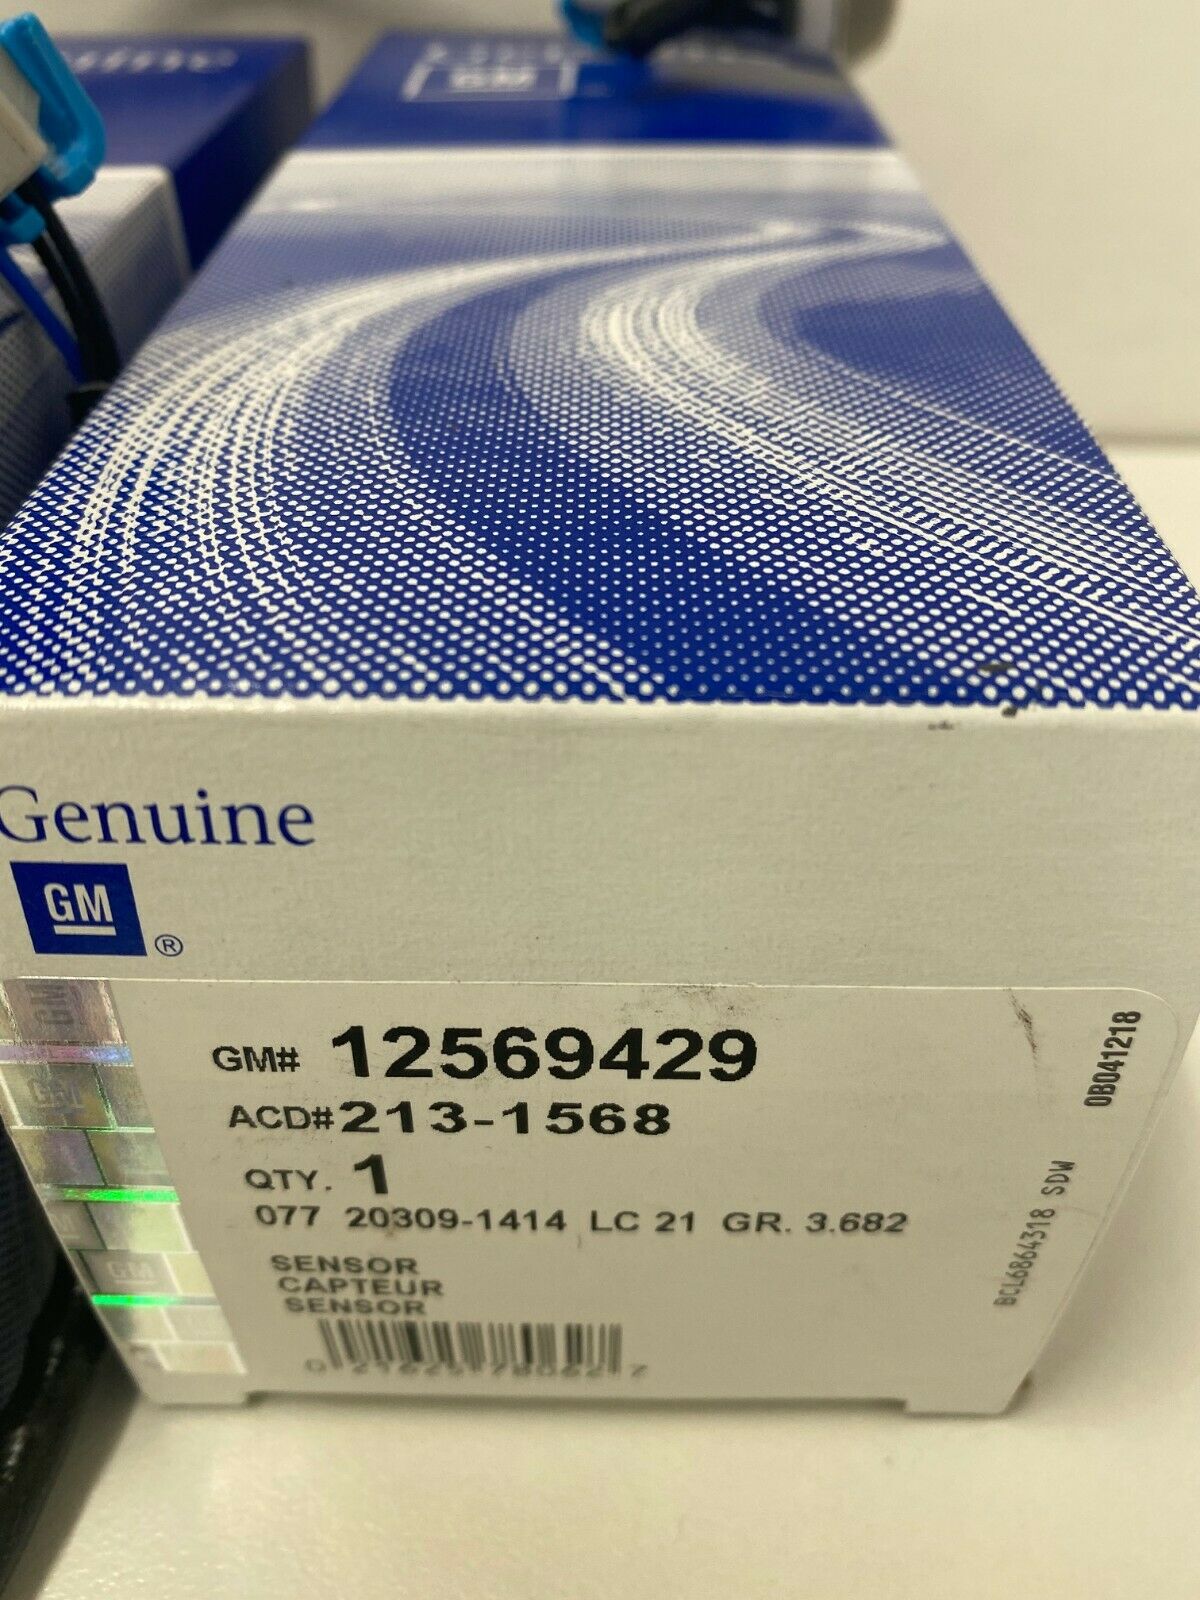 Genuine
GM
®
GM# 12569429
ACD#213-1568
QTY. 1
077 20309-1414 LC 21 GR. 3.682
SENSOR
CAPTEUR
SENSOR
0B041218
BCL6864318 SDW